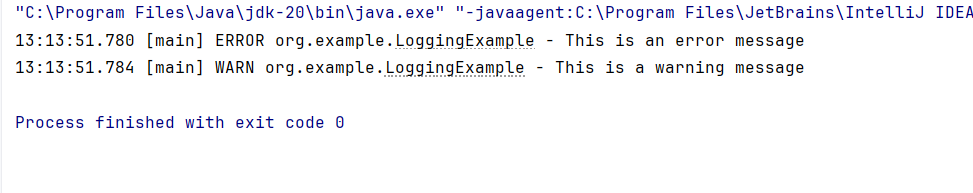 "C:\Program Files\Java\jdk-20\bin\java.exe" "-javaagent:C:\Program Files\JetBrains\IntelliJ IDEA
13:13:51.780 [main] ERROR org.example.LoggingExample - This is an error message
13:13:51.784 [main] WARN org.example.LoggingExample - This is a warning message
Process finished with exit code 0